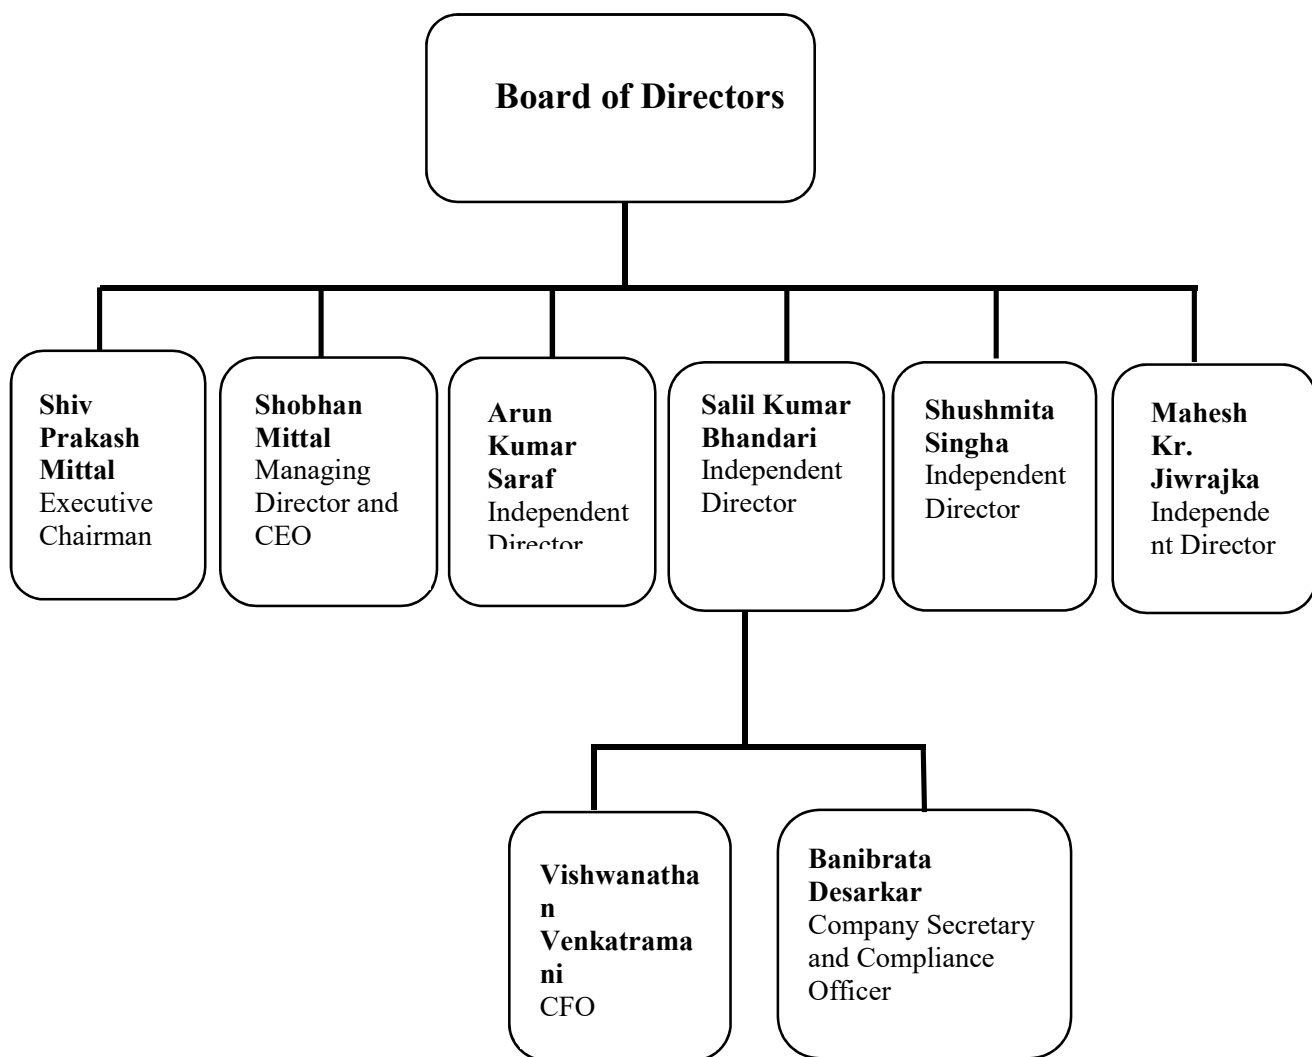 Board of Directors
Shiv
Prakash
Mittal
Executive
Chairman
Shobhan
Mittal
Managing
Director and
CEO
Arun
Kumar
Saraf
Independent
Director
Salil Kumar
Bhandari
Independent
Director
Shushmita
Singha
Independent
Director
Mahesh
Kr.
Jiwrajka
Independe
nt Director
Vishwanatha
n
Venkatrama
ni
CFO
Banibrata
Desarkar
Company Secretary
and Compliance
Officer